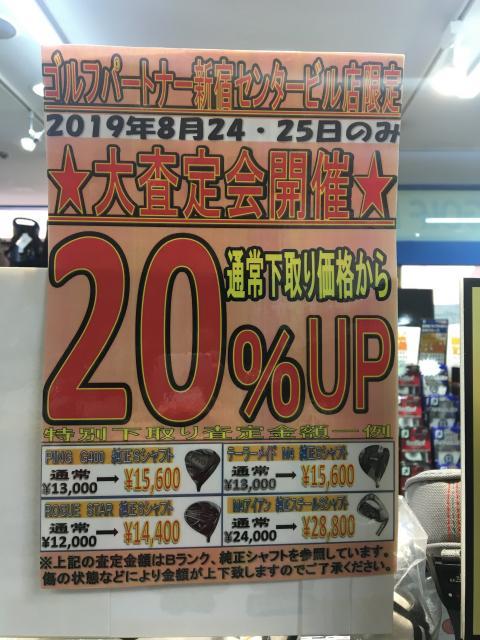 ゴルフパートナー新宿センタービル店限定
2019年8月24・25日のみ
★大査定会開催★
通常下取り価格から
20%UP
特別下取り査定金額一例
PING G400 純正Sシャフト
通常
¥13,000→¥15,600
テーラーメイド M4 純正Sシャフト
通常
¥13,000→¥15,600
ROGUE STAR 純正Sシャフト
通常
¥12,000→¥14,400
純正スチールSシャフト
通常
¥24,000→¥28,800
※上記の査定金額はBランク、純正シャフトを参照しています。
傷の状態などにより金額が上下致しますのでご了承ください。